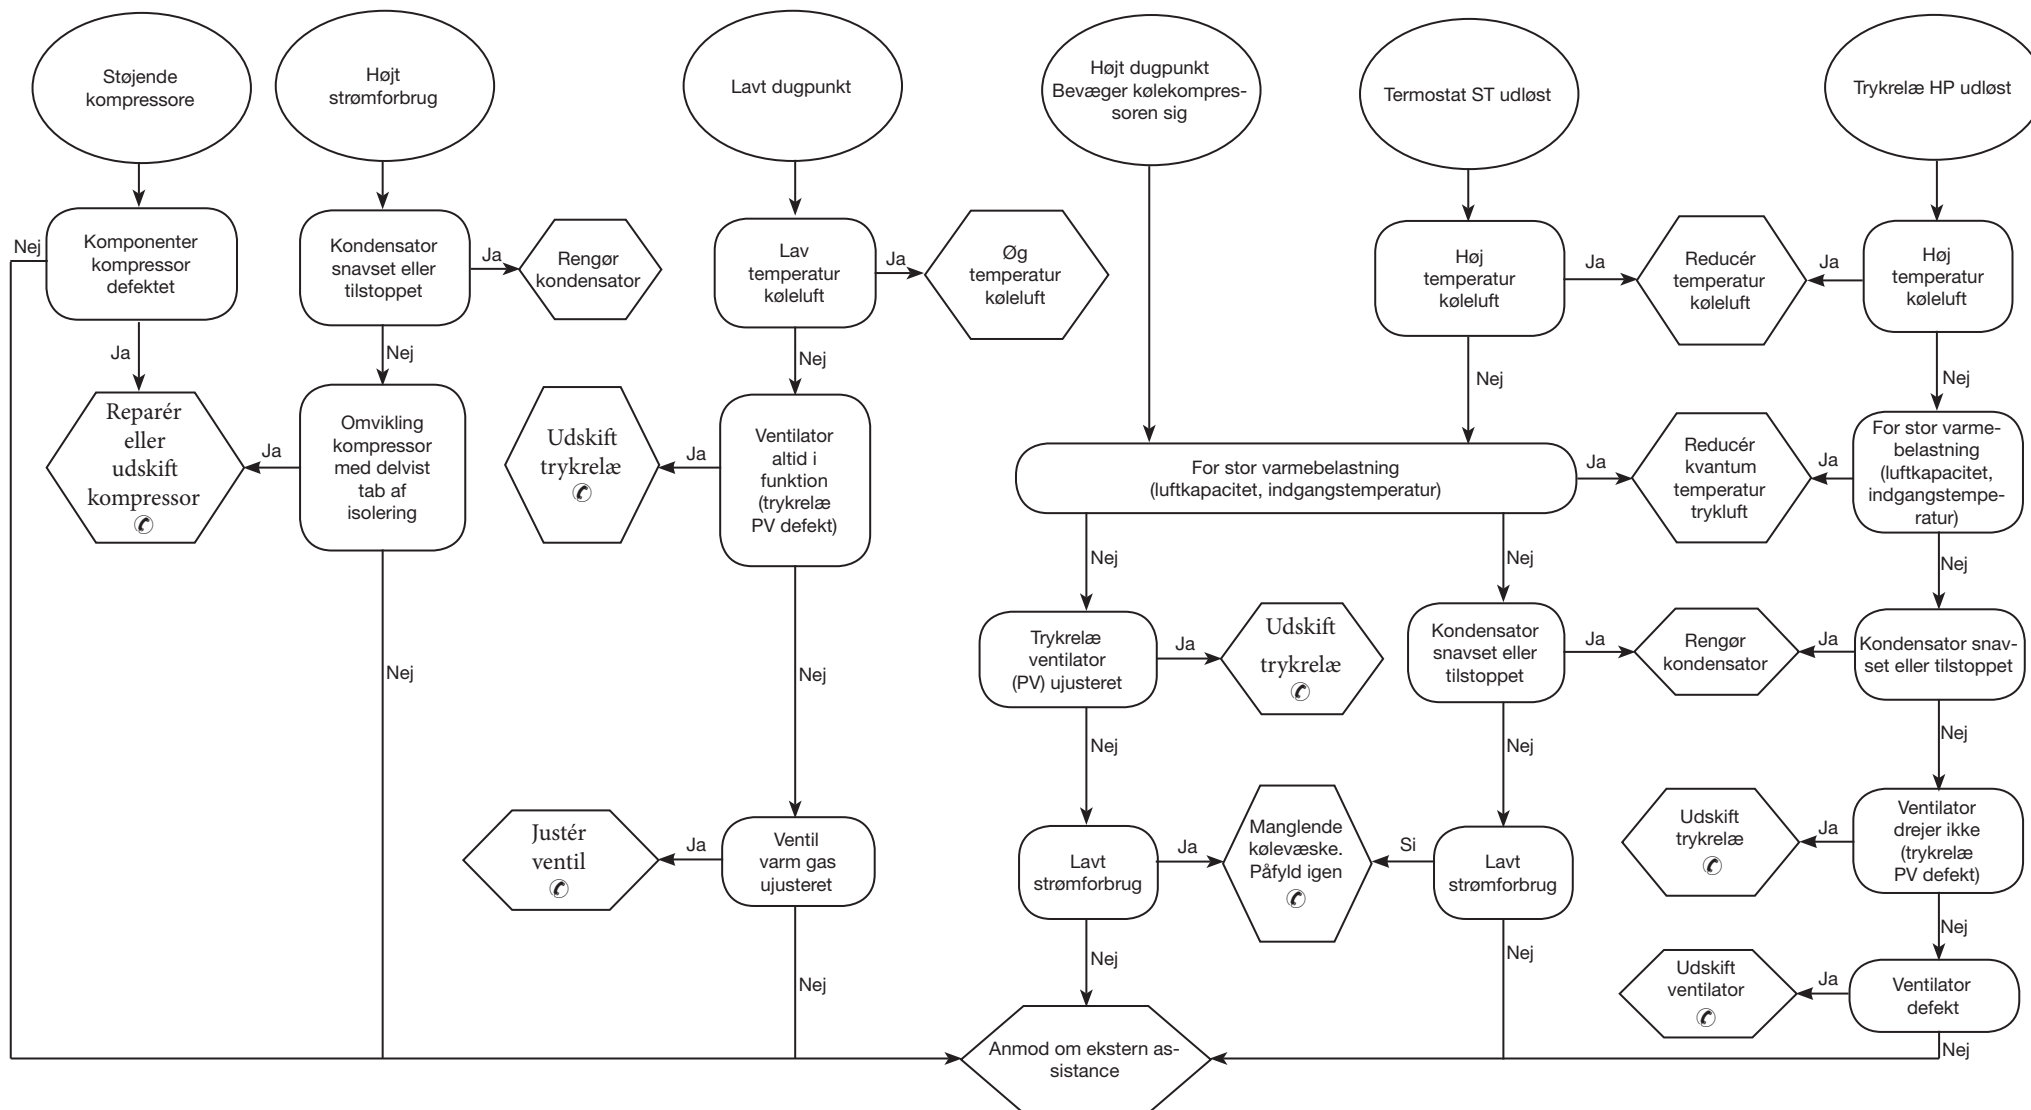 Støjende
kompressore
Højt
strømforbrug
Lavt dugpunkt
Højt dugpunkt
Bevæger kølekompres-
soren sig
Termostat ST udløst
Trykrelæ HP udløst
Nej
Komponenter
kompressor
defektet
Kondensator
snavset eller
tilstoppet
Ja
Rengør
kondensator
Lav
temperatur
køleluft
Ja
Øg
temperatur
køleluft
Høj
temperatur
køleluft
Ja
Reducér
temperatur
køleluft
Ja
Høj
temperatur
køleluft
Ja
Nej
Nej
Nej
Nej
Reparér
eller
udskift
kompressor
Ja
Omvikling
kompressor
med delvist
tab af
isolering
Udskift
trykrelæ
Ja
Ventilator
altid i
funktion
(trykrelæ
PV defekt)
For stor varmebelastning
(luftkapacitet, indgangstemperatur)
Ja
Reducér
kvantum
temperatur
trykluft
Ja
For stor varme-
belastning
(luftkapacitet,
indgangstempe-
ratur)
Nej
Nej
Nej
Nej
Nej
Trykrelæ
ventilator
(PV) ujusteret
Ja
Udskift
trykrelæ
Kondensator
snavset eller
tilstoppet
Ja
Rengør
kondensator
Ja
Kondensator snav-
set eller tilstoppet
Nej
Nej
Nej
Justér
ventil
Ja
Ventil
varm gas
ujusteret
Lavt
strømforbrug
Ja
Manglende
kølevæske.
Påfyld igen
Si
Lavt
strømforbrug
Udskift
trykrelæ
Ja
Ventilator
drejer ikke
(trykrelæ
PV defekt)
Nej
Nej
Nej
Nej
Nej
Udskift
ventilator
Ja
Ventilator
defekt
Nej
Anmod om ekstern as-
sistance